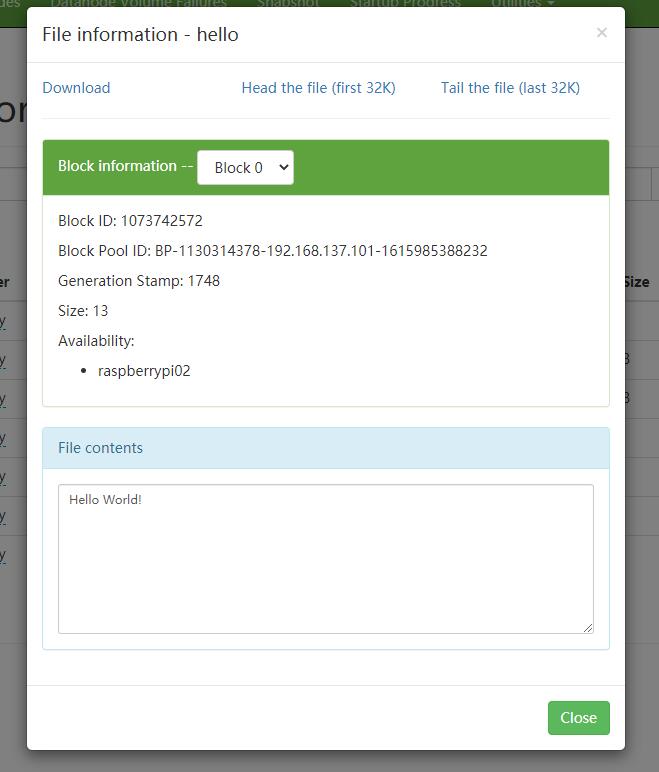 Datanode Volume Failures Snapshot Startup Progress Utilities
File information - hello
×
Download Head the file (first 32K) Tail the file (last 32K)
Block information -- Block 0
Block ID: 1073742572
Block Pool ID: BP-1130314378-192.168.137.101-1615985388232
Generation Stamp: 1748
Size: 13
Size
Availability:
raspberrypi02
File contents
Hello World!
Close